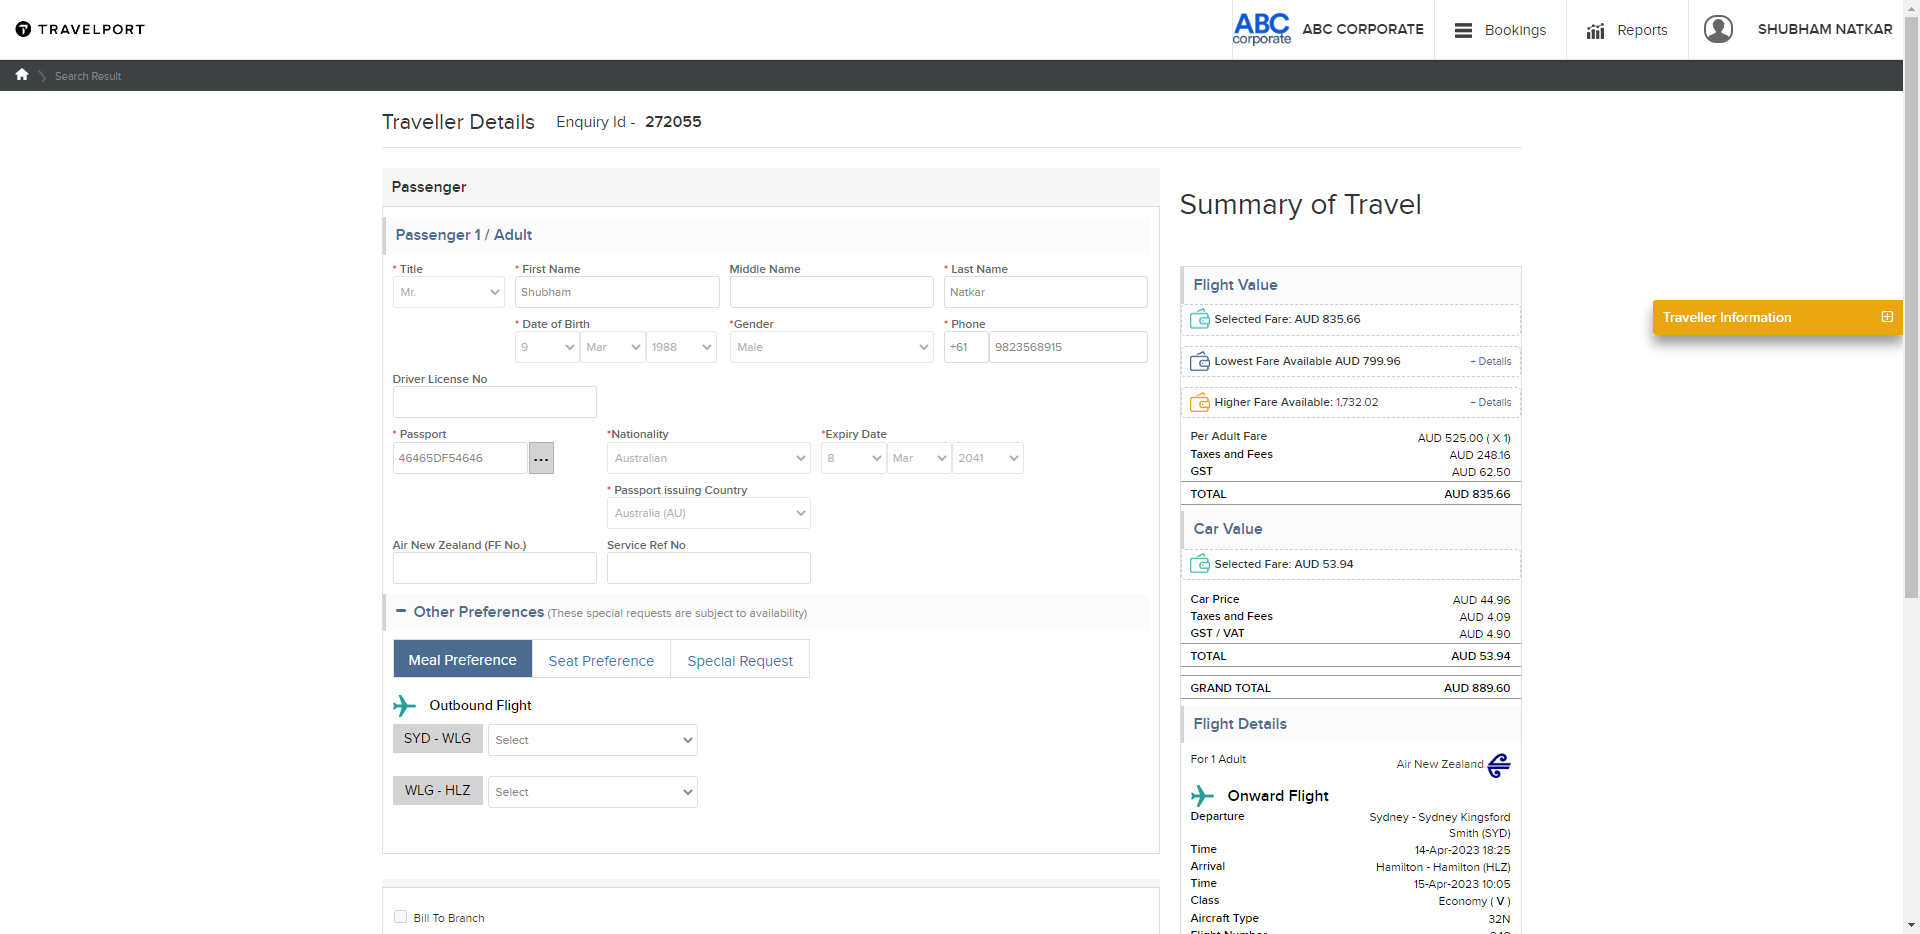 TRAVELPORT
ABC
corporate
ABC CORPORATE
Bookings
Reports
SHUBHAM NATKAR
Search Result
Traveller Details
Enquiry Id - 272055
Passenger
Passenger 1 / Adult
* Title
* First Name
Middle Name
* Last Name
Mr.
Shubham
Natkar
* Date of Birth
*Gender
* Phone
9
Mar
1988
Male
+61
9823568915
Driver License No
* Passport
*Nationality
*Expiry Date
46465DF54646
...
Australian
8
Mar
2041
* Passport issuing Country
Australia (AU)
Air New Zealand (FF No.)
Service Ref No
Other Preferences (These special requests are subject to availability)
Meal Preference
Seat Preference
Special Request
Outbound Flight
SYD - WLG
Select
WLG - HLZ
Select
Bill To Branch
Summary of Travel
Flight Value
Selected Fare: AUD 835.66
Lowest Fare Available AUD 799.96
+ Details
Higher Fare Available: 1,732.02
+ Details
Per Adult Fare AUD 525.00 ( X 1)
Taxes and Fees AUD 248.16
GST AUD 62.50
TOTAL AUD 835.66
Car Value
Selected Fare: AUD 53.94
Car Price AUD 44.96
Taxes and Fees AUD 4.09
GST / VAT AUD 4.90
TOTAL AUD 53.94
GRAND TOTAL AUD 889.60
Flight Details
For 1 Adult
Air New Zealand
Onward Flight
Departure Sydney - Sydney Kingsford
Smith (SYD)
Time 14-Apr-2023 18:25
Arrival Hamilton - Hamilton (HLZ)
Time 15-Apr-2023 10:05
Class Economy ( V )
Aircraft Type 32N
Flight Number
Traveller Information